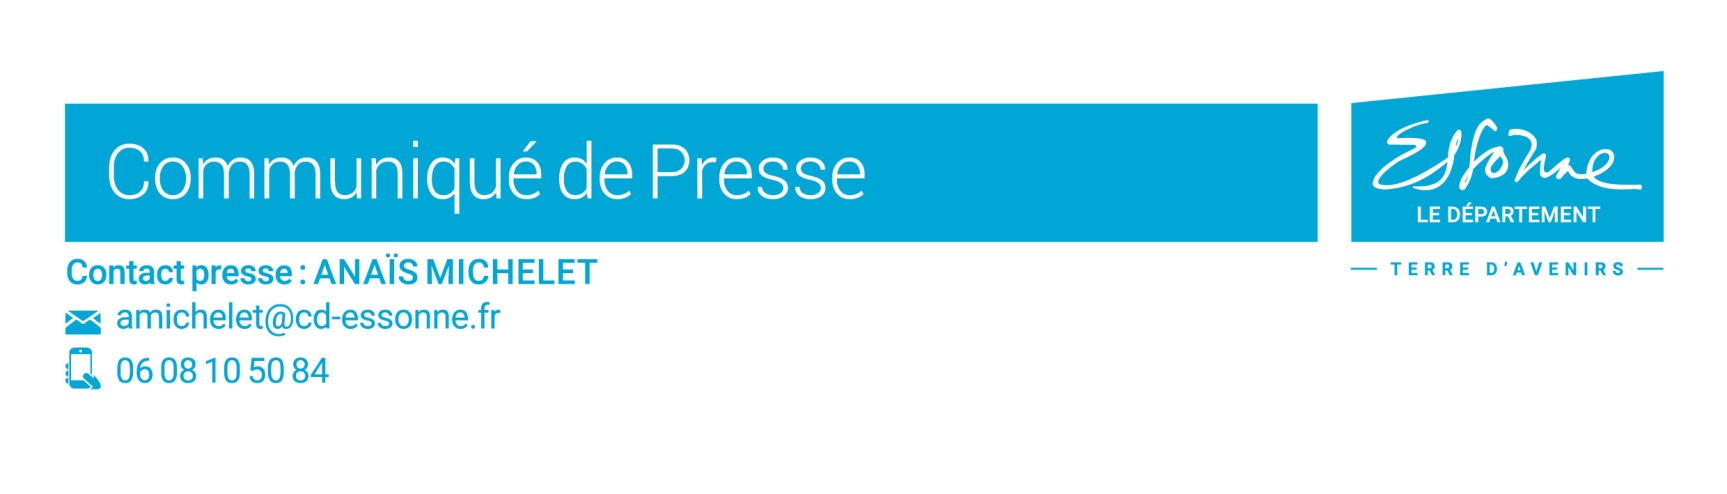 Communiqué de Presse
Essonne
LE DÉPARTEMENT
TERRE D'AVENIRS
Contact presse : ANAÏS MICHELET
amichelet@cd-essonne.fr
06 08 10 50 84